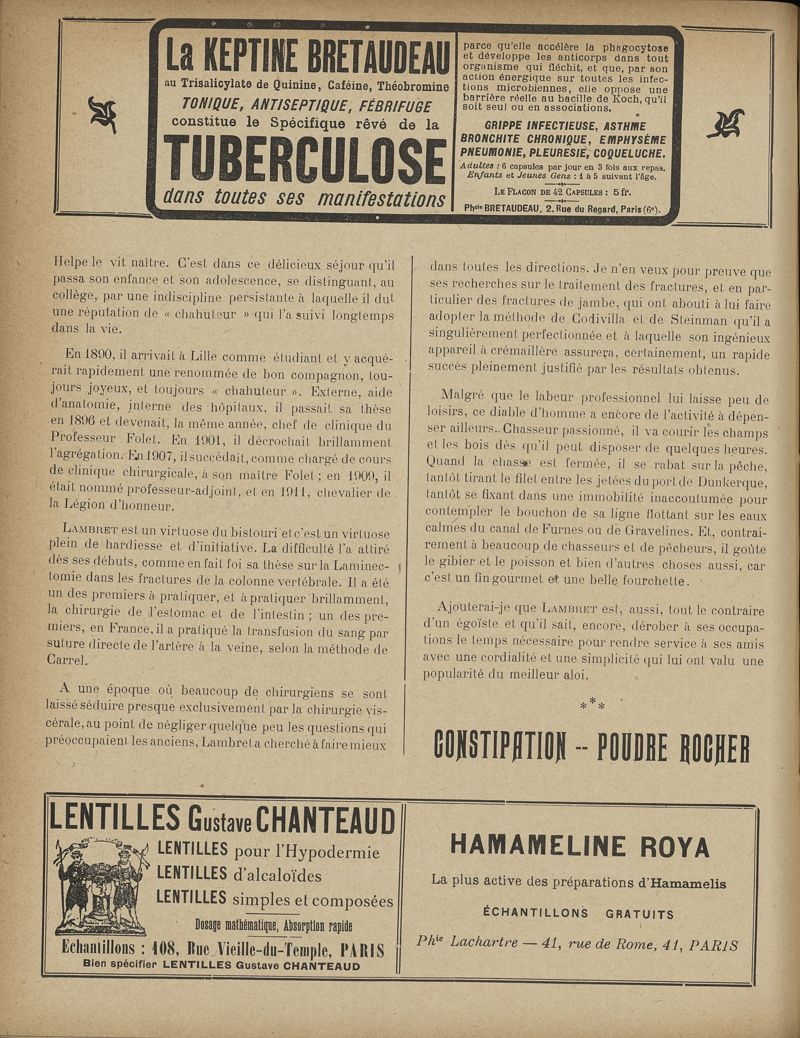 La KEPTINE BRETAUDEAU
au Trisalicylate de Quinine, Caféine, Théobromine
TONIQUE, ANTISEPTIQUE, FÉBRIFUGE
constitue le Spécifique rêvé de la
TUBERCULOSE
dans toutes ses manifestations
parce qu'elle accélère la phagocytose
et développe les anticorps dans tout
organisme qui fléchit, et que, par son
action énergique sur toutes les infec-
tions microbiennes, elle oppose une
barrière réelle au bacille de Koch, qu'il
soit seul ou en associations.
GRIPPE INFECTIEUSE, ASTHME
BRONCHITE CHRONIQUE, EMPHYSÈME
PNEUMONIE, PLEURESIE, COQUELUCHE.
Adultes : 6 capsules par jour en 3 fois aux repas.
Enfants et Jeunes Gens : 1 à 5 suivant l'âge.
LE FLACON DE 42 CAPSULES : 5 fr.
Phcie BRETAUDEAU, 2, Rue du Regard, Paris (6e).
Helpe le vit naître. C'est dans ce délicieux séjour qu'il
passa son enfance et son adolescence, se distinguant, au
collège, par une indiscipline persistante à laquelle il dut
une réputation de « chahuteur » qui l'a suivi longtemps
dans la vie.
En 1890, il arrivait à Lille comme étudiant et y acqué-
rait rapidement une renommée de bon compagnon, tou-
jours joyeux, et toujours « chahuteur ». Externe, aide
d'anatomie, interne des hôpitaux, il passait sa thèse
en 1896 et devenait, la même année, chef de clinique du
Professeur Folet. En 1901, il décrochait brillamment
l'agrégation. En 1907, il succédait, comme chargé de cours
de clinique chirurgicale, à son maître Folet ; en 1909, il
était nommé professeur-adjoint, et en 1911, chevalier de
la Légion d'honneur.
LAMBRET est un virtuose du bistouri et c'est un virtuose
plein de hardiesse et d'initiative. La difficulté l'a attiré
dès ses débuts, comme en fait foi sa thèse sur la Laminec-
tomie dans les fractures de la colonne vertébrale. Il a été
un des premiers à pratiquer, et à pratiquer brillamment,
la chirurgie de l'estomac et de l'intestin ; un des pre-
miers, en France, il a pratiqué la transfusion du sang par
suture directe de l'artère à la veine, selon la méthode de
Carrel.
A une époque où beaucoup de chirurgiens se sont
laissé séduire presque exclusivement par la chirurgie vis-
cérale, au point de négliger quelque peu les questions qui
préoccupaient les anciens, Lambret a cherché à faire mieux
dans toutes les directions. Je n'en veux pour preuve que
ses recherches sur le traitement des fractures, et en par-
ticulier des fractures de jambe, qui ont abouti à lui faire
adopter la méthode de Codivilla et de Steinman qu'il a
singulièrement perfectionnée et à laquelle son ingénieux
appareil à crémaillère assurera, certainement, un rapide
succès pleinement justifié par les résultats obtenus.
Malgré que le labeur professionnel lui laisse peu de
loisirs, ce diable d'homme a encore de l'activité à dépen-
ser ailleurs. Chasseur passionné, il va courir les champs
et les bois dès qu'il peut disposer de quelques heures.
Quand la chasse est fermée, il se rabat sur la pêche,
tantôt tirant le filet entre les jetées du port de Dunkerque,
tantôt se fixant dans une immobilité inaccoutumée pour
contempler le bouchon de sa ligne flottant sur les eaux
calmes du canal de Furnes ou de Gravelines. Et, contrai-
rement à beaucoup de chasseurs et de pêcheurs, il goûte
le gibier et le poisson et bien d'autres choses aussi, car
c'est un fin gourmet et une belle fourchette.
Ajouterai-je que LAMBRET est, aussi, tout le contraire
d'un égoïste et qu'il sait, encore, dérober à ses occupa-
tions le temps nécessaire pour rendre service à ses amis
avec une cordialité et une simplicité qui lui ont valu une
popularité du meilleur aloi.
***
CONSTIPATION -- POUDRE ROCHER
LENTILLES Gustave CHANTEAUD
LENTILLES pour l'Hypodermie
LENTILLES d'alcaloïdes
LENTILLES simples et composées
Dosage mathématique, Absorption rapide
Echantillons : 108, Rue Vieille-du-Temple, PARIS
Bien spécifier LENTILLES Gustave CHANTEAUD
HAMAMELINE ROYA
La plus active des préparations d'Hamamelis
ÉCHANTILLONS GRATUITS
Phie Lachartre — 41, rue de Rome, 41, PARIS